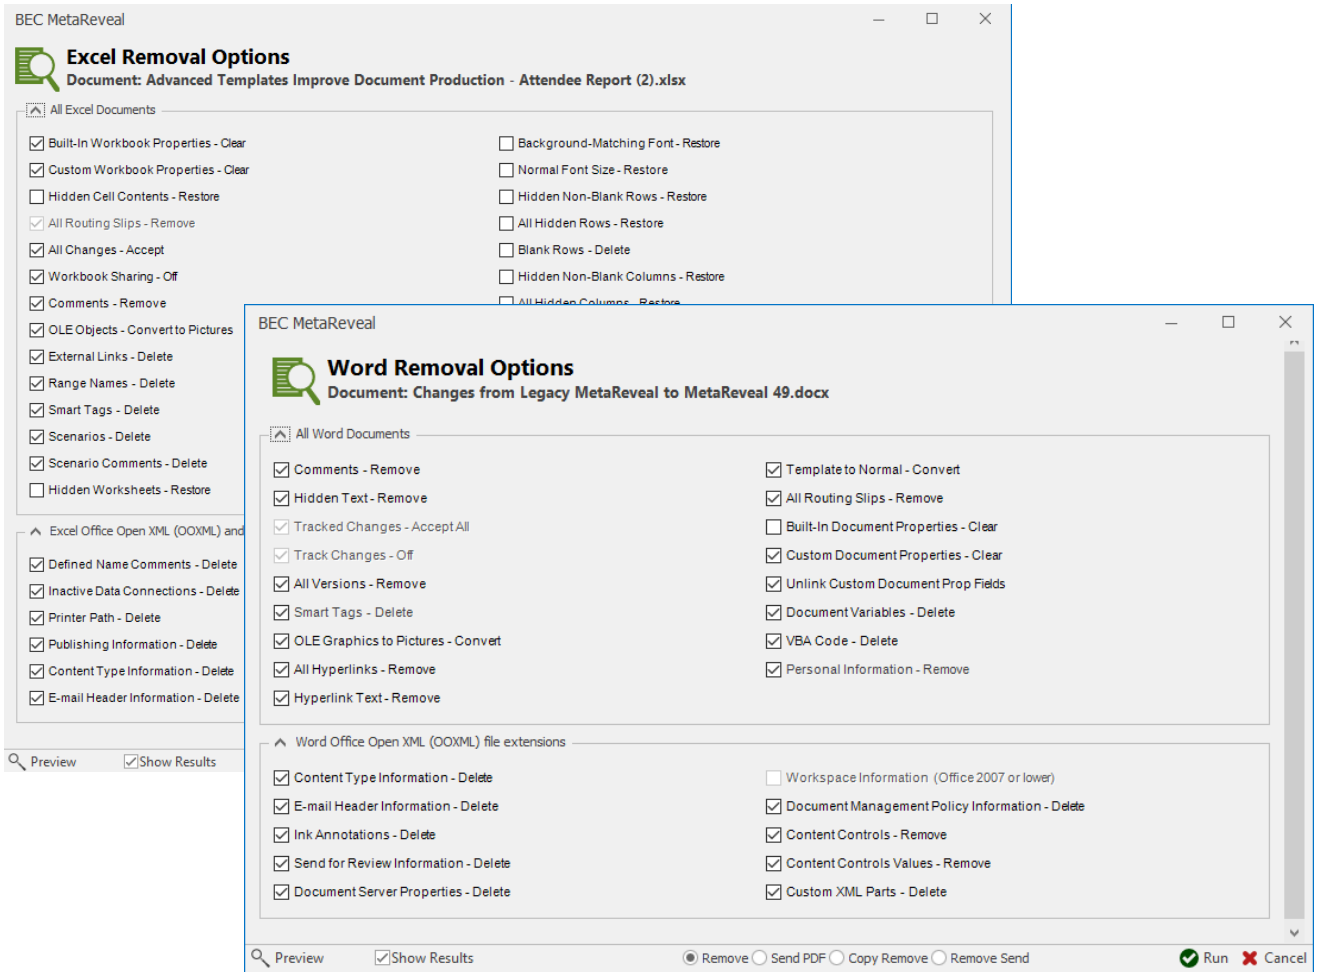 BEC MetaReveal
Excel Removal Options
Document: Advanced Templates Improve Document Production - Attendee Report (2).xlsx
All Excel Documents
Built-In Workbook Properties - Clear
Custom Workbook Properties - Clear
Hidden Cell Contents - Restore
All Routing Slips - Remove
All Changes - Accept
Workbook Sharing - Off
Comments - Remove
OLE Objects - Convert to Pictures
External Links - Delete
Range Names - Delete
Smart Tags - Delete
Scenarios - Delete
Scenario Comments - Delete
Hidden Worksheets - Restore
Background-Matching Font - Restore
Normal Font Size - Restore
Hidden Non-Blank Rows - Restore
All Hidden Rows - Restore
Blank Rows - Delete
Hidden Non-Blank Columns - Restore
All Hidden Columns - Restore
Excel Office Open XML (OOXML) and
Defined Name Comments - Delete
Inactive Data Connections - Delete
Printer Path - Delete
Publishing Information - Delete
Content Type Information - Delete
E-mail Header Information - Delete
Preview
Show Results
BEC MetaReveal
Word Removal Options
Document: Changes from Legacy MetaReveal to MetaReveal 49.docx
All Word Documents
Comments - Remove
Hidden Text - Remove
Tracked Changes - Accept All
Track Changes - Off
All Versions - Remove
Smart Tags - Delete
OLE Graphics to Pictures - Convert
All Hyperlinks - Remove
Hyperlink Text - Remove
Template to Normal - Convert
All Routing Slips - Remove
Built-In Document Properties - Clear
Custom Document Properties - Clear
Unlink Custom Document Prop Fields
Document Variables - Delete
VBA Code - Delete
Personal Information - Remove
Word Office Open XML (OOXML) file extensions
Content Type Information - Delete
E-mail Header Information - Delete
Ink Annotations - Delete
Send for Review Information - Delete
Document Server Properties - Delete
Workspace Information (Office 2007 or lower)
Document Management Policy Information - Delete
Content Controls - Remove
Content Controls Values - Remove
Custom XML Parts - Delete
Preview
Show Results
Remove
Send PDF
Copy Remove
Remove Send
Run
Cancel